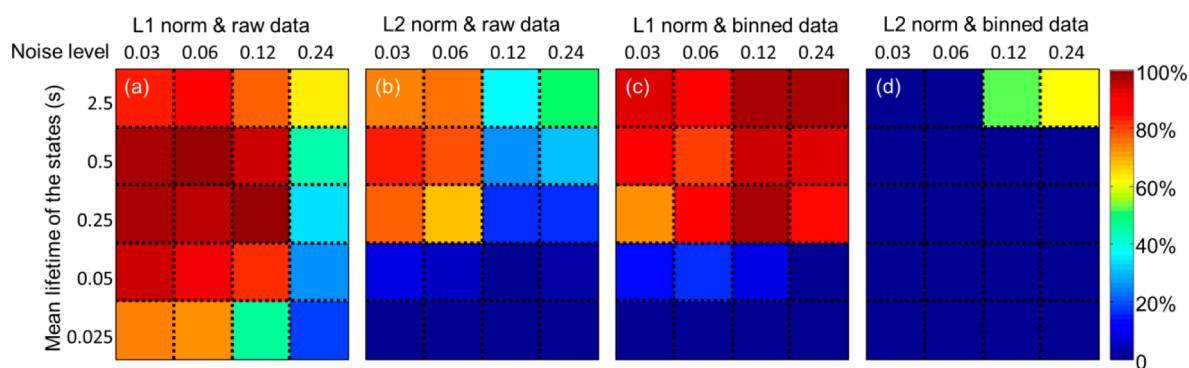 L1 norm & raw data L2 norm & raw data L1 norm & binned data L2 norm & binned data
Noise level 0.03 0.06 0.12 0.24 0.03 0.06 0.12 0.24 0.03 0.06 0.12 0.24 0.03 0.06 0.12 0.24
(a) (b) (c) (d)
Mean lifetime of the states (s)
2.5
0.5
0.25
0.05
0.025
100%
80%
60%
40%
20%
0